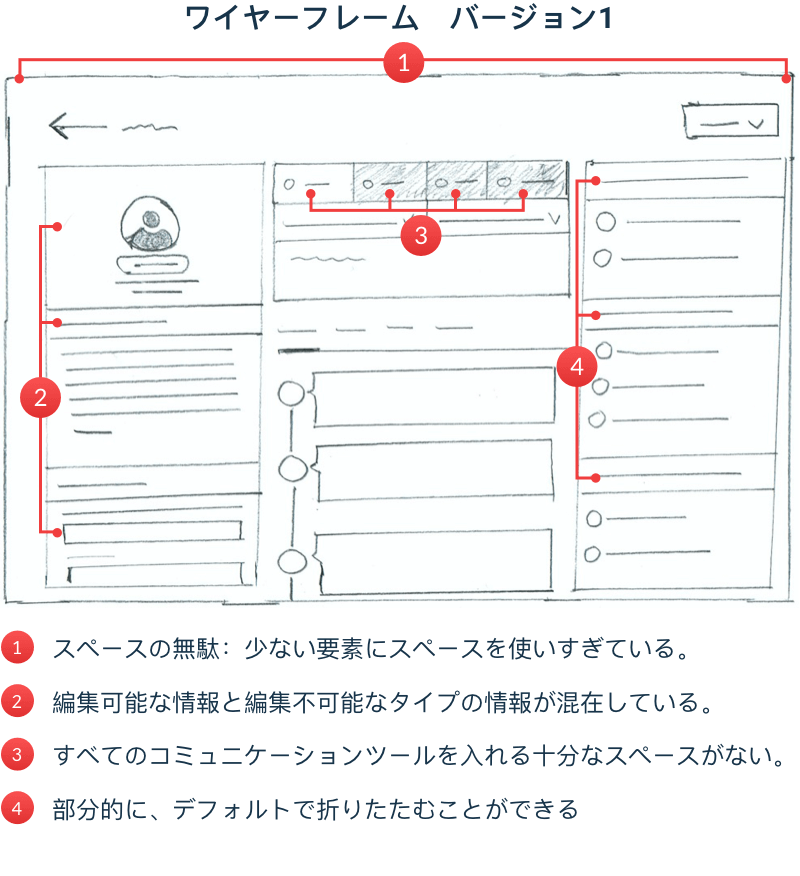 ワイヤーフレーム　バージョン1
1
3
4
2
1 スペースの無駄：少ない要素にスペースを使いすぎている。
2 編集可能な情報と編集不可能なタイプの情報が混在している。
3 すべてのコミュニケーションツールを入れる十分なスペースがない。
4 部分的に、デフォルトで折りたたむことができる